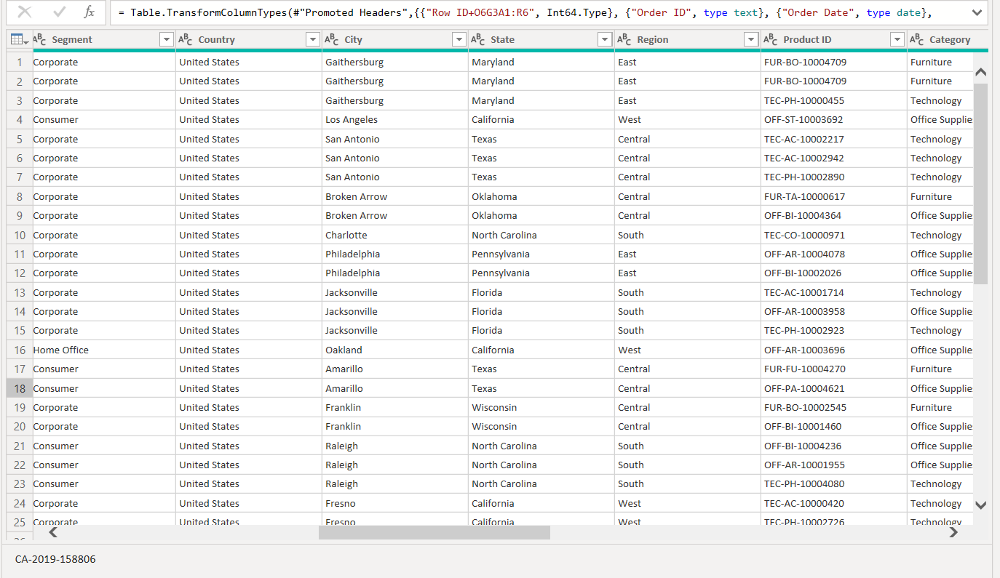 = Table.TransformColumnTypes(#"Promoted Headers",{{"Row ID+O6G3A1:R6", Int64.Type}, {"Order ID", type text}, {"Order Date", type date},
ABC Segment ABC Country ABC City ABC State ABC Region ABC Product ID ABC Category
1 Corporate United States Gaithersburg Maryland East FUR-BO-10004709 Furniture
2 Corporate United States Gaithersburg Maryland East FUR-BO-10004709 Furniture
3 Corporate United States Gaithersburg Maryland East TEC-PH-10000455 Technology
4 Consumer United States Los Angeles California West OFF-ST-10003692 Office Supplie
5 Corporate United States San Antonio Texas Central TEC-AC-10002217 Technology
6 Corporate United States San Antonio Texas Central TEC-AC-10002942 Technology
7 Corporate United States San Antonio Texas Central TEC-PH-10002890 Technology
8 Corporate United States Broken Arrow Oklahoma Central FUR-TA-10000617 Furniture
9 Corporate United States Broken Arrow Oklahoma Central OFF-BI-10004364 Office Supplie
10 Corporate United States Charlotte North Carolina South TEC-CO-10000971 Technology
11 Corporate United States Philadelphia Pennsylvania East OFF-AR-10004078 Office Supplie
12 Corporate United States Philadelphia Pennsylvania East OFF-BI-10002026 Office Supplie
13 Corporate United States Jacksonville Florida South TEC-AC-10001714 Technology
14 Corporate United States Jacksonville Florida South OFF-AR-10003958 Office Supplie
15 Corporate United States Jacksonville Florida South TEC-PH-10002923 Technology
16 Home Office United States Oakland California West OFF-AR-10003696 Office Supplie
17 Consumer United States Amarillo Texas Central FUR-FU-10004270 Furniture
18 Consumer United States Amarillo Texas Central OFF-PA-10004621 Office Supplie
19 Corporate United States Franklin Wisconsin Central FUR-BO-10002545 Furniture
20 Corporate United States Franklin Wisconsin Central OFF-BI-10001460 Office Supplie
21 Consumer United States Raleigh North Carolina South OFF-BI-10004236 Office Supplie
22 Consumer United States Raleigh North Carolina South OFF-AR-10001955 Office Supplie
23 Consumer United States Raleigh North Carolina South TEC-PH-10004080 Technology
24 Corporate United States Fresno California West TEC-AC-10000420 Technology
25 Corporate United States Fresno California West TEC-PH-10002726 Technology
CA-2019-158806